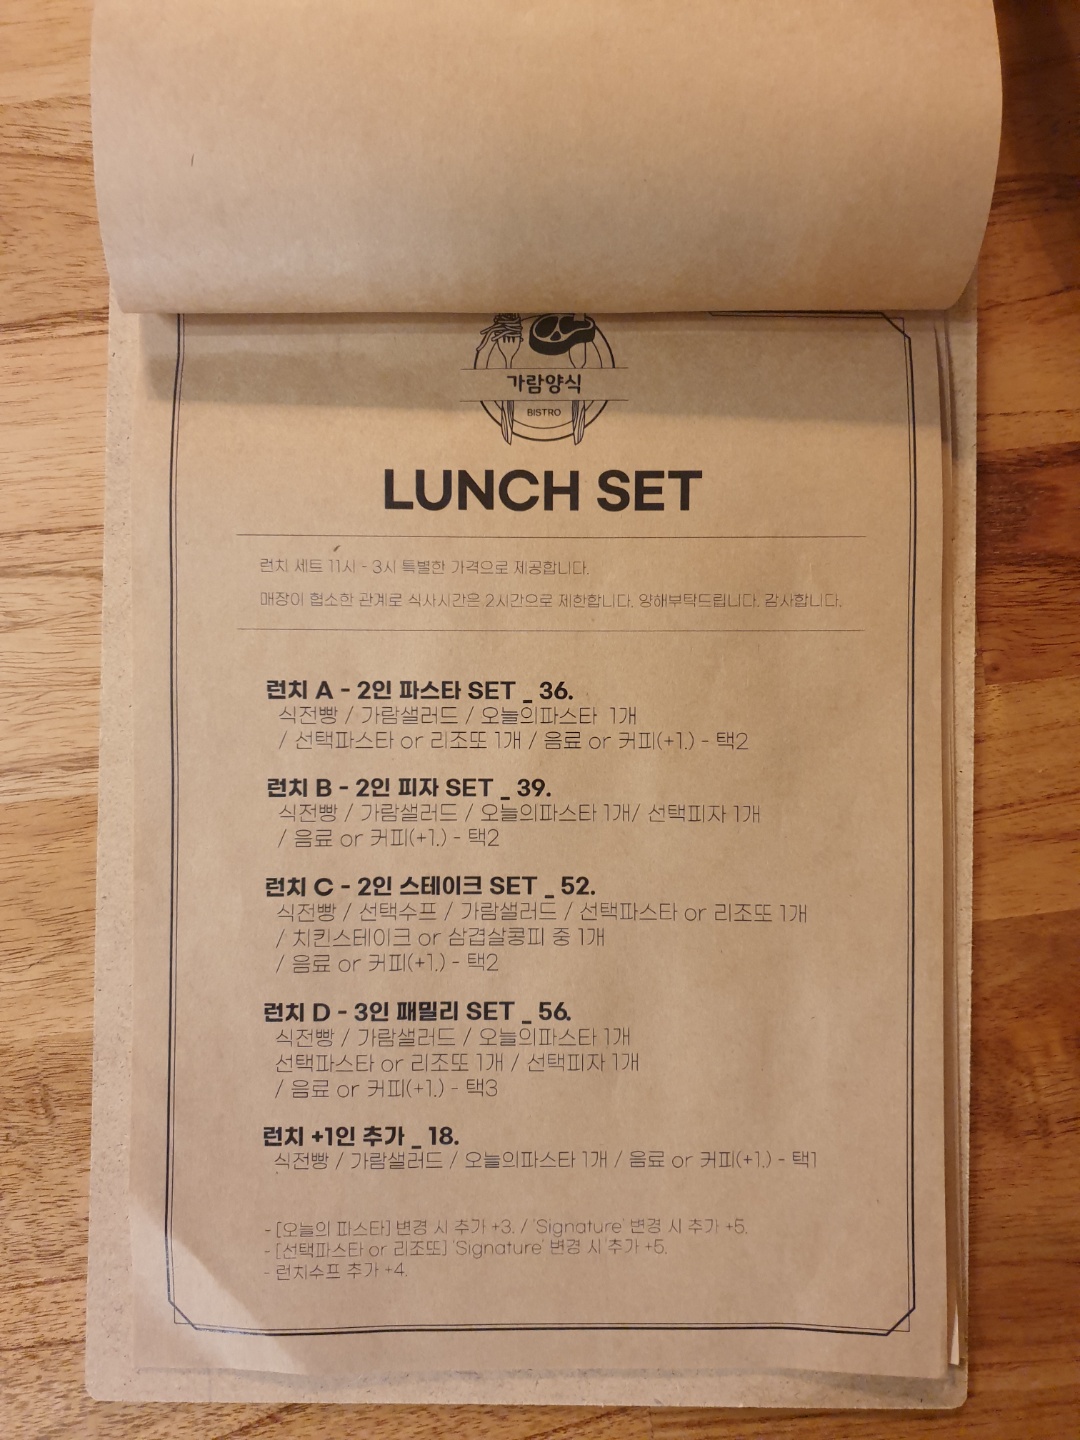 가람양식
BISTRO
LUNCH SET
런치 세트 11시 - 3시 특별한 가격으로 제공합니다.
매장이 협소한 관계로 식사시간은 2시간으로 제한합니다. 양해부탁드립니다. 감사합니다.
런치 A - 2인 파스타 SET _ 36.
식전빵 / 가람샐러드 / 오늘의파스타 1개
/ 선택파스타 or 리조또 1개 / 음료 or 커피(+1.) - 택2
런치 B - 2인 피자 SET _ 39.
식전빵 / 가람샐러드 / 오늘의파스타 1개/ 선택피자 1개
/ 음료 or 커피(+1.) - 택2
런치 C - 2인 스테이크 SET _ 52.
식전빵 / 선택수프 / 가람샐러드 / 선택파스타 or 리조또 1개
/ 치킨스테이크 or 삼겹살콩피 중 1개
/ 음료 or 커피(+1.) - 택2
런치 D - 3인 패밀리 SET _ 56.
식전빵 / 가람샐러드 / 오늘의파스타 1개
선택파스타 or 리조또 1개 / 선택피자 1개
/ 음료 or 커피(+1.) - 택3
런치 +1인 추가 _ 18.
식전빵 / 가람샐러드 / 오늘의파스타 1개 / 음료 or 커피(+1.) - 택1
- [오늘의 파스타] 변경 시 추가 +3. / 'Signature' 변경 시 추가 +5.
- [선택파스타 or 리조또] 'Signature' 변경 시 추가 +5.
- 런치수프 추가 +4.